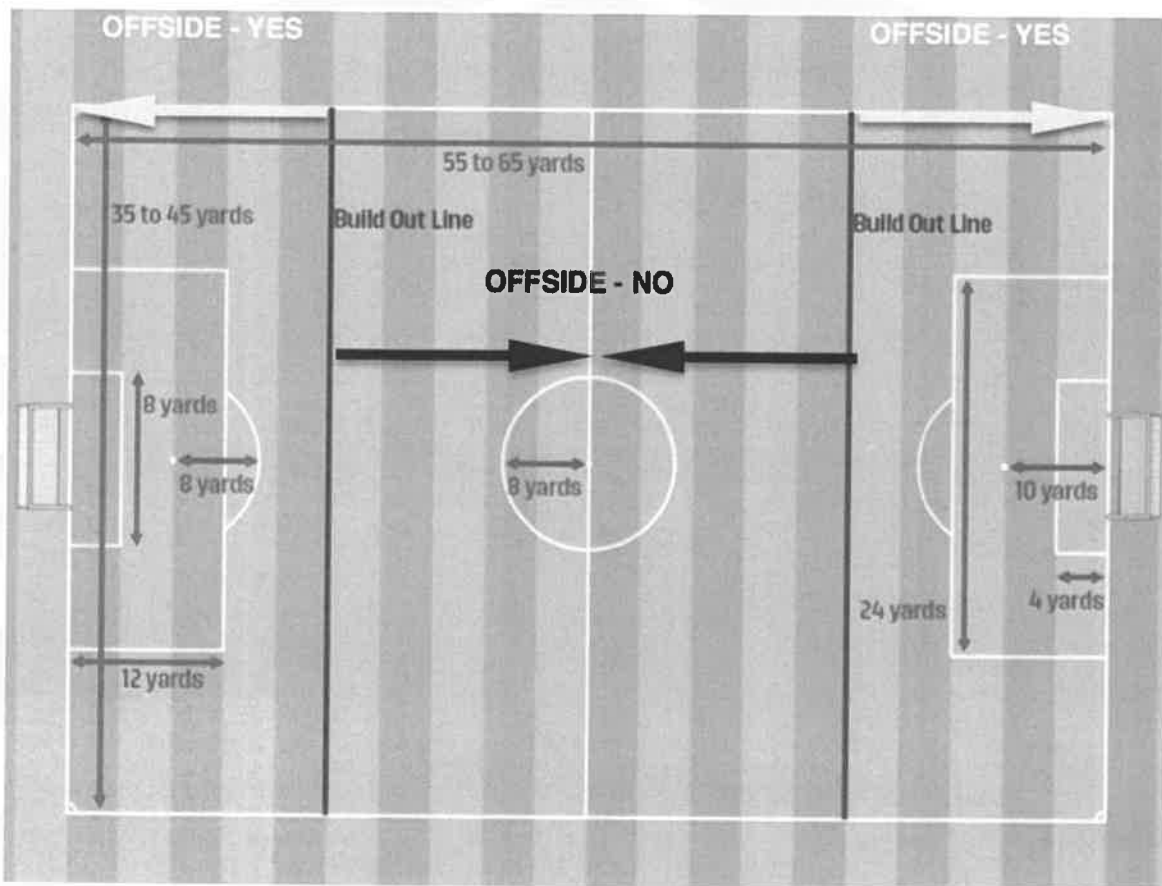 OFFSIDE - YES
OFFSIDE - YES
55 to 65 yards
35 to 45 yards
Build Out Line
Build Out Line
OFFSIDE - NO
8 yards
8 yards
8 yards
10 yards
4 yards
24 yards
12 yards